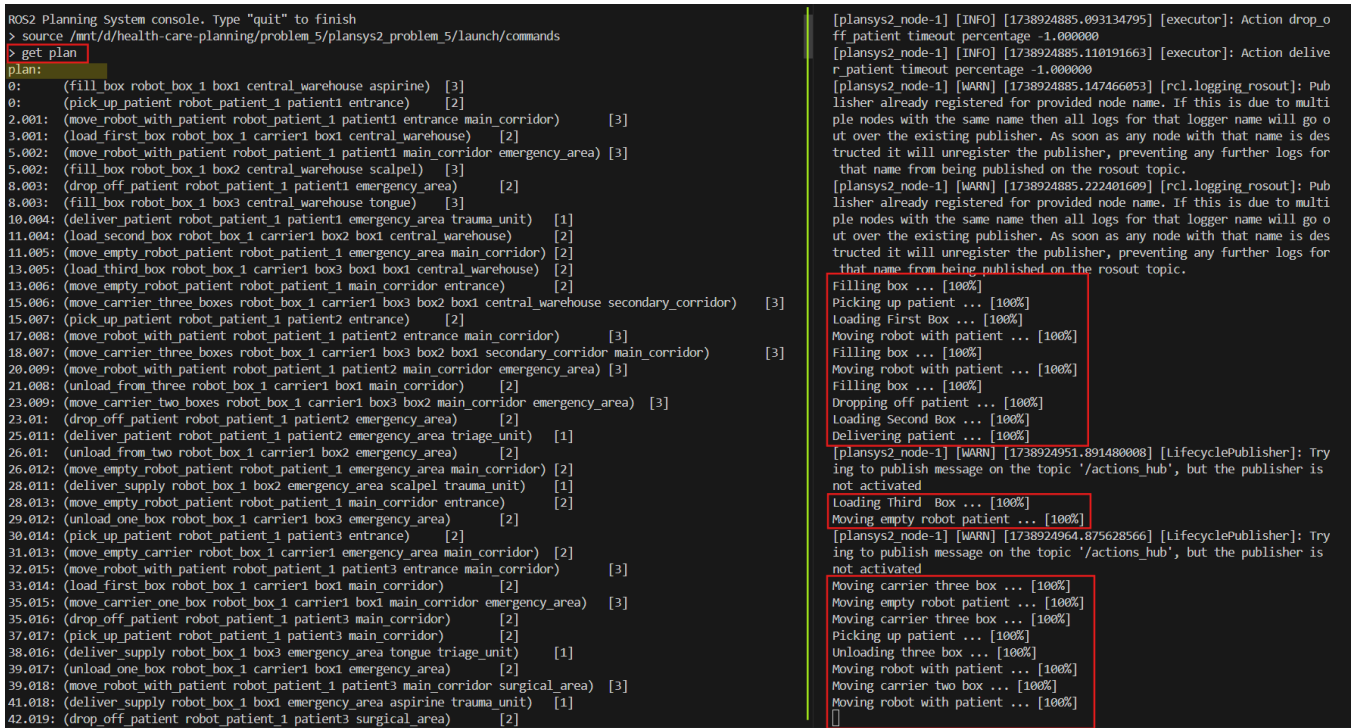 ROS2 Planning System console. Type "quit" to finish
> source /mnt/d/health-care-planning/problem_5/plansys2_problem_5/launch/commands
> get plan
plan:
0: (fill_box robot_box_1 box1 central_warehouse aspirine) [3]
0: (pick_up_patient robot_patient_1 patient1 entrance) [2]
2.001: (move_robot_with_patient robot_patient_1 patient1 entrance main_corridor) [3]
3.001: (load_first_box robot_box_1 carrier1 box1 central_warehouse) [2]
5.002: (move_robot_with_patient robot_patient_1 patient1 main_corridor emergency_area) [3]
5.002: (fill_box robot_box_1 box2 central_warehouse scalpel) [3]
8.003: (drop_off_patient robot_patient_1 patient1 emergency_area) [2]
8.003: (fill_box robot_box_1 box3 central_warehouse tongue) [3]
10.004: (deliver_patient robot_patient_1 patient1 emergency_area trauma_unit) [1]
11.004: (load_second_box robot_box_1 carrier1 box2 box1 central_warehouse) [2]
11.005: (move_empty_robot_patient robot_patient_1 emergency_area main_corridor) [2]
13.005: (load_third_box robot_box_1 carrier1 box3 box1 box1 central_warehouse) [2]
13.006: (move_empty_robot_patient robot_patient_1 main_corridor entrance) [2]
15.006: (move_carrier_three_boxes robot_box_1 carrier1 box3 box2 box1 central_warehouse secondary_corridor) [3]
15.007: (pick_up_patient robot_patient_1 patient2 entrance) [2]
17.008: (move_robot_with_patient robot_patient_1 patient2 entrance main_corridor) [3]
18.007: (move_carrier_three_boxes robot_box_1 carrier1 box3 box2 box1 secondary_corridor main_corridor) [3]
20.009: (move_robot_with_patient robot_patient_1 patient2 main_corridor emergency_area) [3]
21.008: (unload_from_three robot_box_1 carrier1 box1 main_corridor) [2]
23.009: (move_carrier_two_boxes robot_box_1 carrier1 box3 box2 main_corridor emergency_area) [3]
23.01: (drop_off_patient robot_patient_1 patient2 emergency_area) [2]
25.011: (deliver_patient robot_patient_1 patient2 emergency_area triage_unit) [1]
26.01: (unload_from_two robot_box_1 carrier1 box2 emergency_area) [2]
26.012: (move_empty_robot_patient robot_patient_1 emergency_area main_corridor) [2]
28.011: (deliver_supply robot_box_1 box2 emergency_area scalpel trauma_unit) [1]
28.013: (move_empty_robot_patient robot_patient_1 main_corridor entrance) [2]
29.012: (unload_one_box robot_box_1 carrier1 box3 emergency_area) [2]
30.014: (pick_up_patient robot_patient_1 patient3 entrance) [2]
31.013: (move_empty_carrier robot_box_1 carrier1 emergency_area main_corridor) [2]
32.015: (move_robot_with_patient robot_patient_1 patient3 entrance main_corridor) [3]
33.014: (load_first_box robot_box_1 carrier1 box1 main_corridor) [2]
35.015: (move_carrier_one_box robot_box_1 carrier1 box1 main_corridor emergency_area) [3]
35.016: (drop_off_patient robot_patient_1 patient3 main_corridor) [2]
37.017: (pick_up_patient robot_patient_1 patient3 main_corridor) [2]
38.016: (deliver_supply robot_box_1 box3 emergency_area tongue triage_unit) [1]
39.017: (unload_one_box robot_box_1 carrier1 box1 emergency_area) [2]
39.018: (move_robot_with_patient robot_patient_1 patient3 main_corridor surgical_area) [3]
41.018: (deliver_supply robot_box_1 box1 emergency_area aspirine trauma_unit) [1]
42.019: (drop_off_patient robot_patient_1 patient3 surgical_area) [2]
[plansys2_node-1] [INFO] [1738924885.093134795] [executor]: Action drop_o
ff_patient timeout percentage -1.000000
[plansys2_node-1] [INFO] [1738924885.110191663] [executor]: Action delive
r_patient timeout percentage -1.000000
[plansys2_node-1] [WARN] [1738924885.147466053] [rcl.logging_rosout]: Pub
lisher already registered for provided node name. If this is due to multi
ple nodes with the same name then all logs for that logger name will go o
ut over the existing publisher. As soon as any node with that name is des
tructed it will unregister the publisher, preventing any further logs for
that name from being published on the rosout topic.
[plansys2_node-1] [WARN] [1738924885.222401609] [rcl.logging_rosout]: Pub
lisher already registered for provided node name. If this is due to multi
ple nodes with the same name then all logs for that logger name will go o
ut over the existing publisher. As soon as any node with that name is des
tructed it will unregister the publisher, preventing any further logs for
that name from being published on the rosout topic.
Filling box ... [100%]
Picking up patient ... [100%]
Loading First Box ... [100%]
Moving robot with patient ... [100%]
Filling box ... [100%]
Moving robot with patient ... [100%]
Filling box ... [100%]
Dropping off patient ... [100%]
Loading Second Box ... [100%]
Delivering patient ... [100%]
[plansys2_node-1] [WARN] [1738924951.891480008] [LifecyclePublisher]: Try
ing to publish message on the topic '/actions_hub', but the publisher is
not activated
Loading Third  Box ... [100%]
Moving empty robot patient ... [100%]
[plansys2_node-1] [WARN] [1738924964.875628566] [LifecyclePublisher]: Try
ing to publish message on the topic '/actions_hub', but the publisher is
not activated
Moving carrier three box ... [100%]
Moving empty robot patient ... [100%]
Moving carrier three box ... [100%]
Picking up patient ... [100%]
Unloading three box ... [100%]
Moving robot with patient ... [100%]
Moving carrier two box ... [100%]
Moving robot with patient ... [100%]